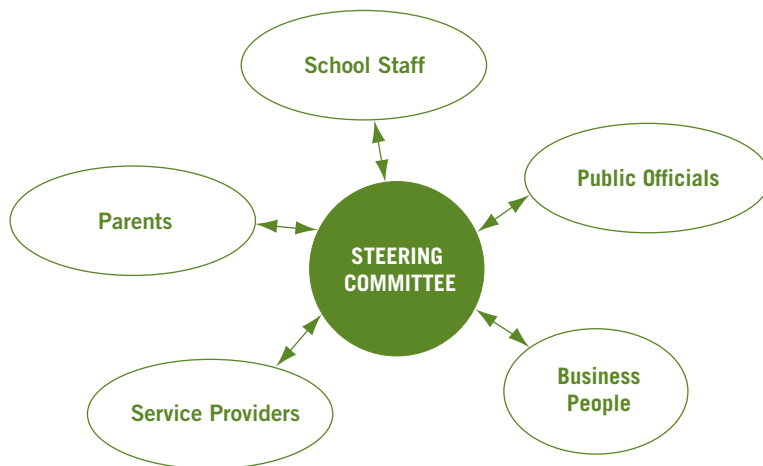 School Staff
Public Officials
Parents
STEERING
COMMITTEE
Business
People
Service Providers